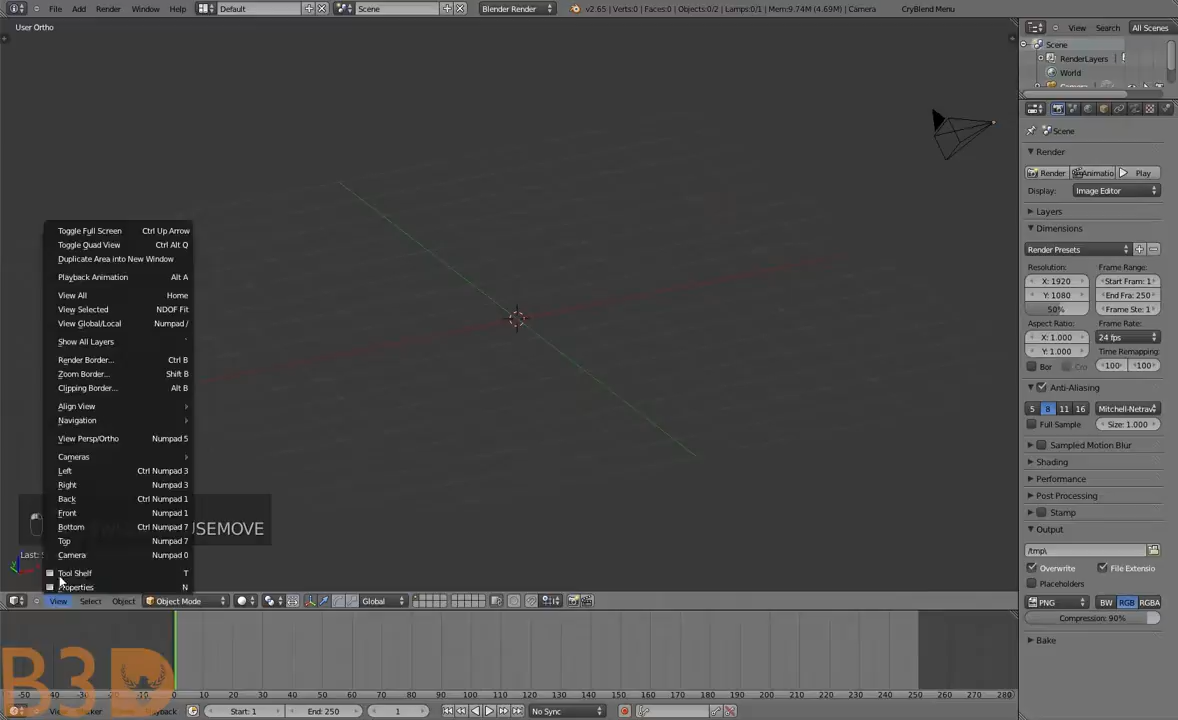 File Add Render Window Help Default Scene Blender Render v2.65 | Verts:0 | Faces:0 | Objects:0/2 | Lamps:0/1 | Mem:9.74M (4.69M) | Camera CryBlend Menu
User Ortho
View Search All Scenes
Scene
RenderLayers
World
Camera
Scene
Render
Render Animatio Play
Display: Image Editor
Layers
Dimensions
Render Presets
Resolution: Frame Range:
X: 1920 Start Fram: 1
Y: 1080 End Fra: 250
50% Frame Ste: 1
Aspect Ratio: Frame Rate:
X: 1.000 24 fps
Y: 1.000 Time Remapping:
Bor Cro 100 100
Anti-Aliasing
5 8 11 16 Mitchell-Netrav
Full Sample Size: 1.000
Sampled Motion Blur
Shading
Performance
Post Processing
Stamp
Output
/tmp\
Overwrite File Extensio
Placeholders
PNG BW RGB RGBA
Compression: 90%
Bake
Toggle Full Screen Ctrl Up Arrow
Toggle Quad View Ctrl Alt Q
Duplicate Area into New Window
Playback Animation Alt A
View All Home
View Selected NDOF Fit
View Global/Local Numpad /
Show All Layers `
Render Border... Ctrl B
Zoom Border... Shift B
Clipping Border... Alt B
Align View
Navigation
View Persp/Ortho Numpad 5
Cameras
Left Ctrl Numpad 3
Right Numpad 3
Back Ctrl Numpad 1
Front Numpad 1
Bottom Ctrl Numpad 7
Top Numpad 7
Camera Numpad 0
Tool Shelf T
Properties N
USEMOVE
Last:
View Select Object Object Mode Global
B3D
-50 -40 -30 -20 -10 0 10 20 30 40 50 60 70 80 90 100 110 120 130 140 150 160 170 180 190 200 210 220 230 240 250 260 270 280
View Marker Playback Start: 1 End: 250 1 No Sync